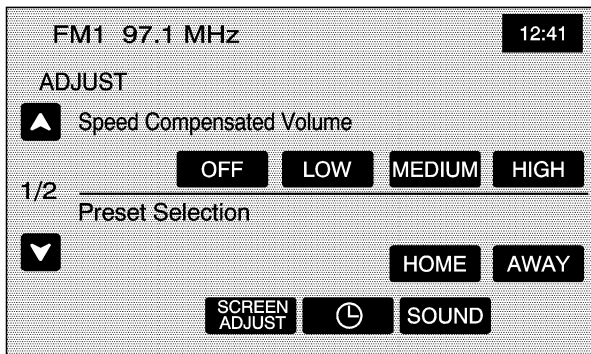 FM1 97.1 MHz
12:41
ADJUST
Speed Compensated Volume
OFF LOW MEDIUM HIGH
1/2
Preset Selection
HOME AWAY
SCREEN
ADJUST
SOUND